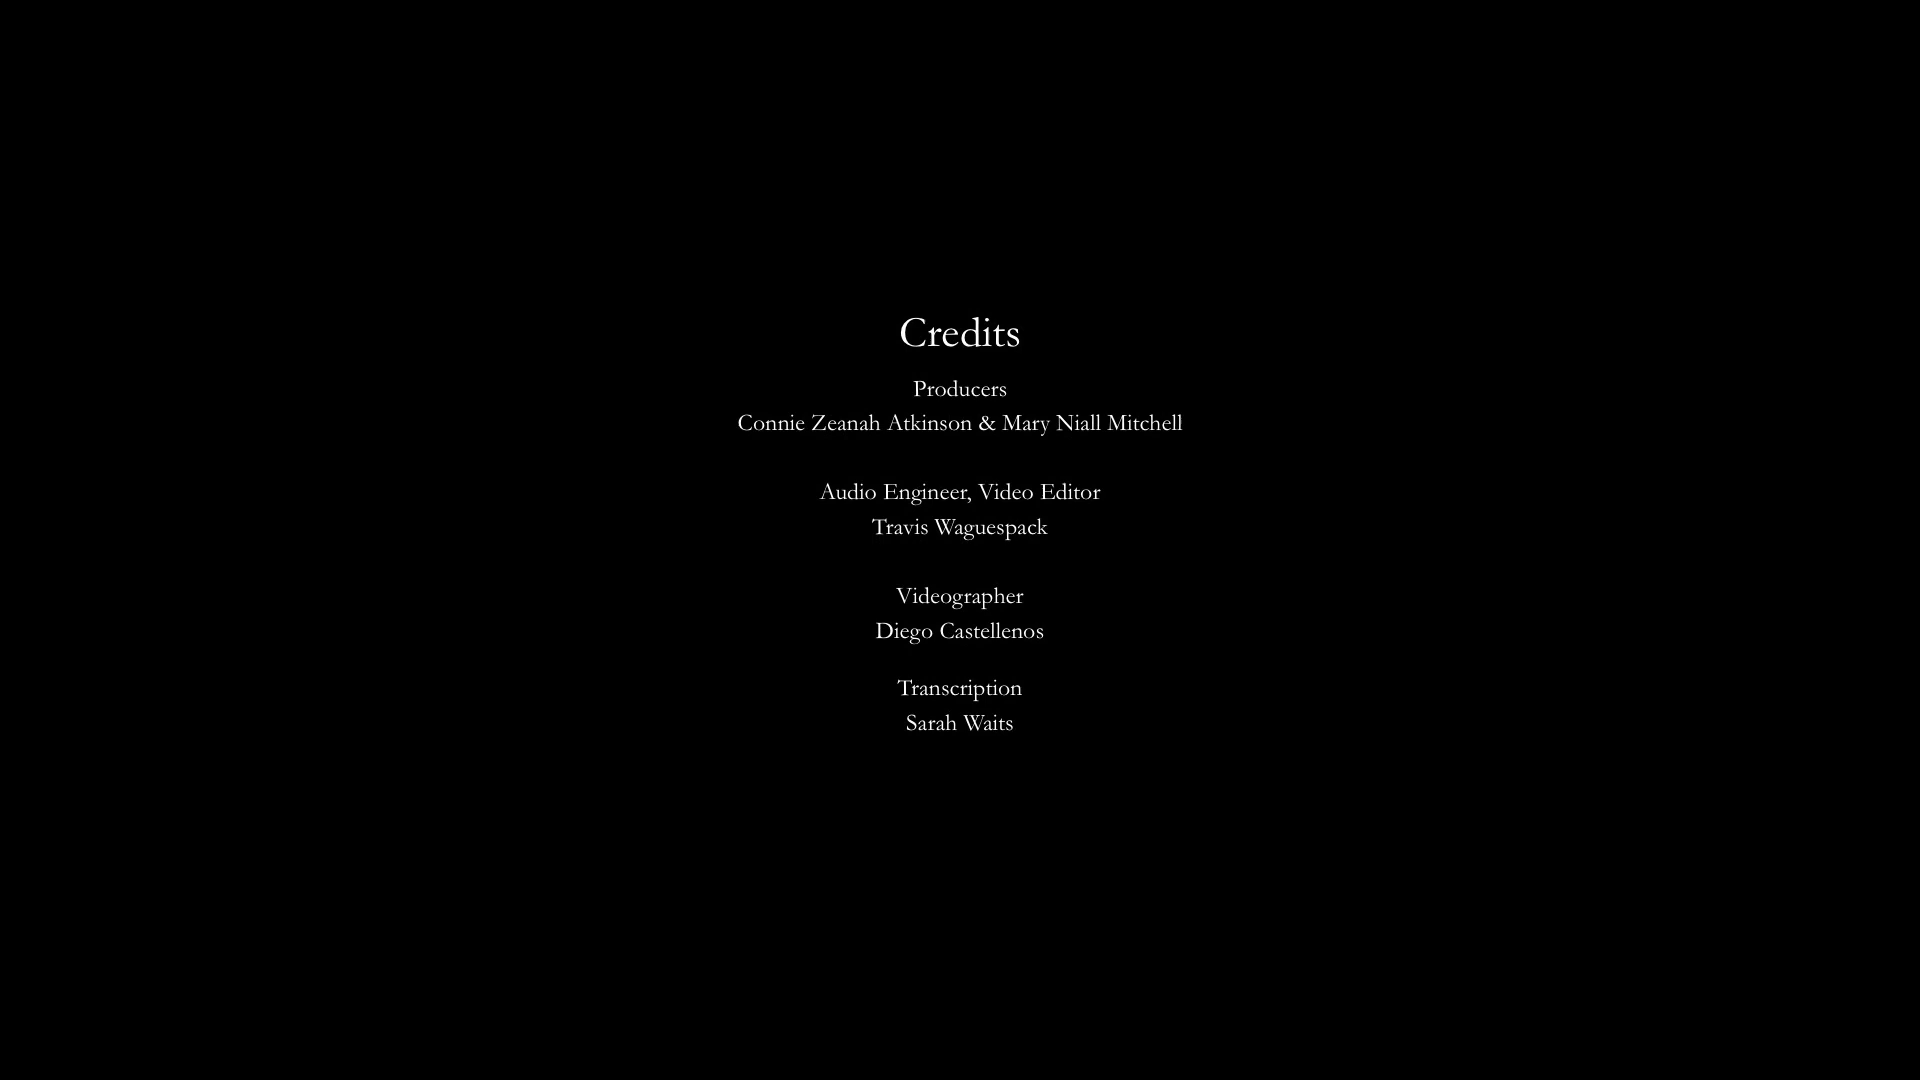 Credits
Producers
Connie Zeanah Atkinson & Mary Niall Mitchell
Audio Engineer, Video Editor
Travis Waguespack
Videographer
Diego Castellenos
Transcription
Sarah Waits